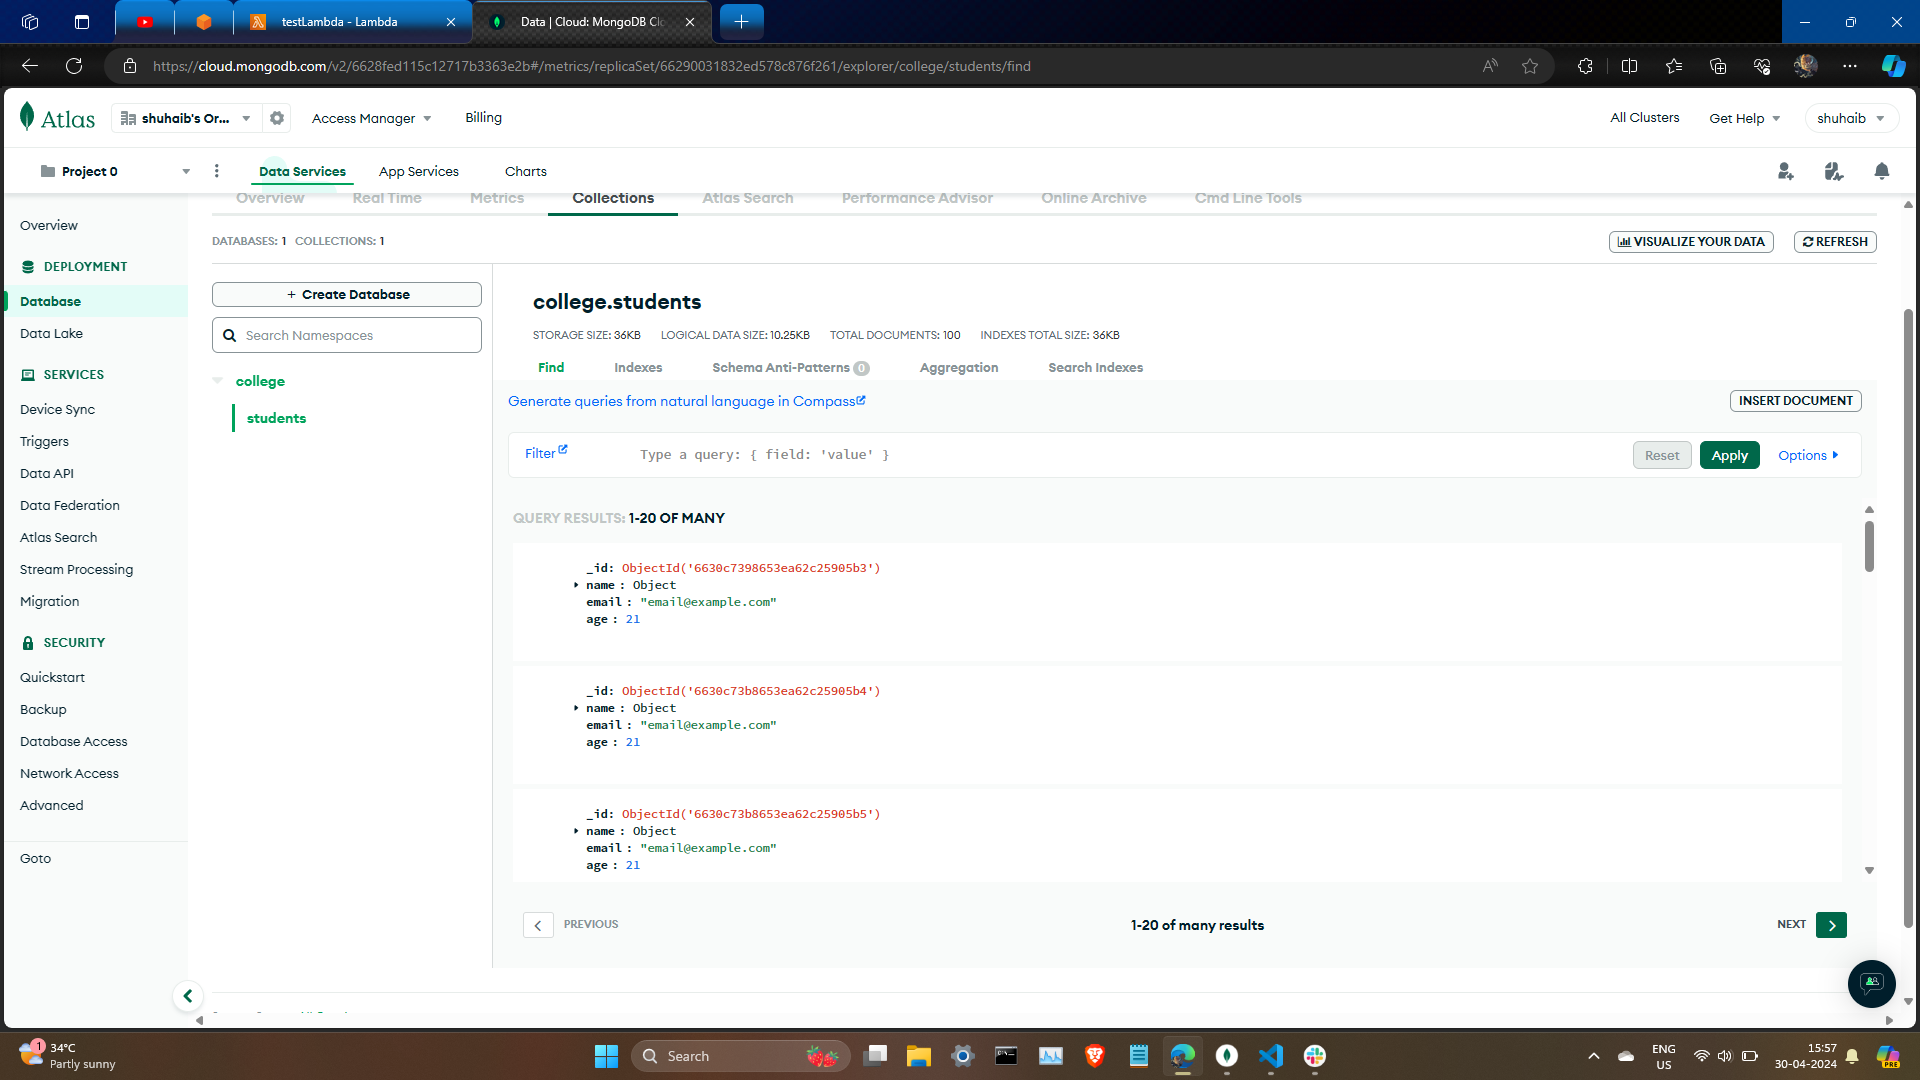 testLambda - Lambda
Data | Cloud: MongoDB Clo
https://cloud.mongodb.com/v2/6628fed115c12717b3363e2b#/metrics/replicaSet/66290031832ed578c876f261/explorer/college/students/find
Atlas
shuhaib's Or...
Access Manager
Billing
All Clusters
Get Help
shuhaib
Project 0
Data Services
App Services
Charts
Overview
Real Time
Metrics
Collections
Atlas Search
Performance Advisor
Online Archive
Cmd Line Tools
Overview
DEPLOYMENT
Database
Data Lake
SERVICES
Device Sync
Triggers
Data API
Data Federation
Atlas Search
Stream Processing
Migration
SECURITY
Quickstart
Backup
Database Access
Network Access
Advanced
Goto
DATABASES: 1 COLLECTIONS: 1
VISUALIZE YOUR DATA
REFRESH
+ Create Database
Search Namespaces
college
students
college.students
STORAGE SIZE: 36KB LOGICAL DATA SIZE: 10.25KB TOTAL DOCUMENTS: 100 INDEXES TOTAL SIZE: 36KB
Find
Indexes
Schema Anti-Patterns 0
Aggregation
Search Indexes
Generate queries from natural language in Compass
INSERT DOCUMENT
Filter
Type a query: { field: 'value' }
Reset
Apply
Options
QUERY RESULTS: 1-20 OF MANY
_id: ObjectId('6630c7398653ea62c25905b3')
name : Object
email : "email@example.com"
age : 21
_id: ObjectId('6630c73b8653ea62c25905b4')
name : Object
email : "email@example.com"
age : 21
_id: ObjectId('6630c73b8653ea62c25905b5')
name : Object
email : "email@example.com"
age : 21
PREVIOUS
1-20 of many results
NEXT
1
34°C
Partly sunny
Search
ENG
US
15:57
30-04-2024
PRE